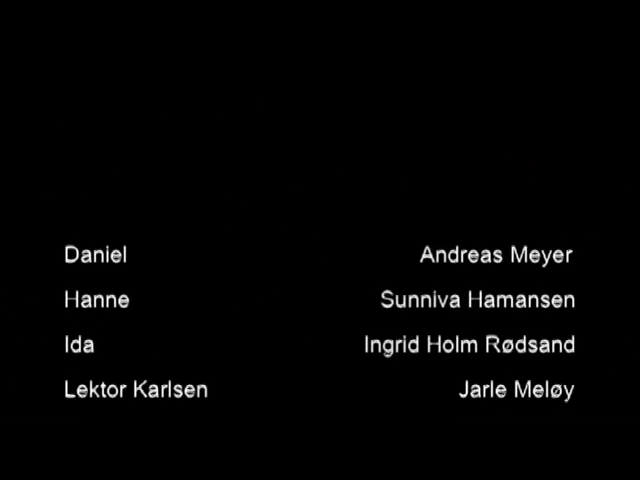 Daniel Andreas Meyer
Hanne Sunniva Hamansen
Ida Ingrid Holm Rødsand
Lektor Karlsen Jarle Meløy